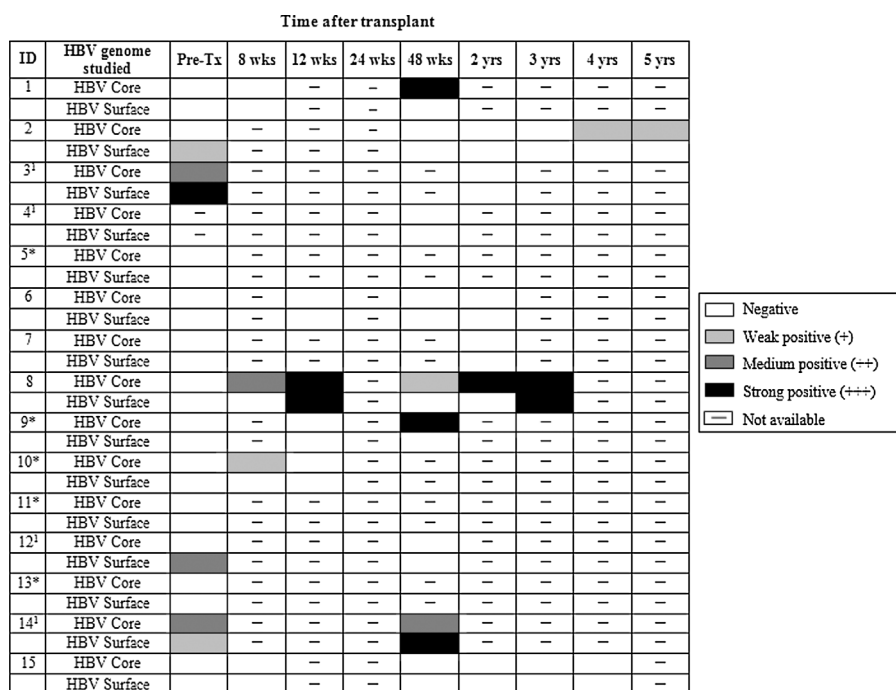 Time after transplant
ID HBV genome studied Pre-Tx 8 wks 12 wks 24 wks 48 wks 2 yrs 3 yrs 4 yrs 5 yrs
1 HBV Core – – – – – –
HBV Surface – – – – – –
2 HBV Core – – –
HBV Surface – – –
3¹ HBV Core – – – – – – –
HBV Surface – – – – – – –
4¹ HBV Core – – – – – – – –
HBV Surface – – – – – – – –
5* HBV Core – – – – – – – –
HBV Surface – – – – – – – –
6 HBV Core – – – – –
HBV Surface – – – – –
7 HBV Core – – – – – – –
HBV Surface – – – – – – –
8 HBV Core – – –
HBV Surface – – –
9* HBV Core – – – – – –
HBV Surface – – – – – –
10* HBV Core – – – – – –
HBV Surface – – – – – –
11* HBV Core – – – – – – – –
HBV Surface – – – – – – – –
12¹ HBV Core – – – – – – –
HBV Surface – – – – – – –
13* HBV Core – – – – – – – –
HBV Surface – – – – – – – –
14¹ HBV Core – – – – – – –
HBV Surface – – – – – – –
15 HBV Core – – –
HBV Surface – – –
Negative
Weak positive (+)
Medium positive (++)
Strong positive (+++)
– Not available